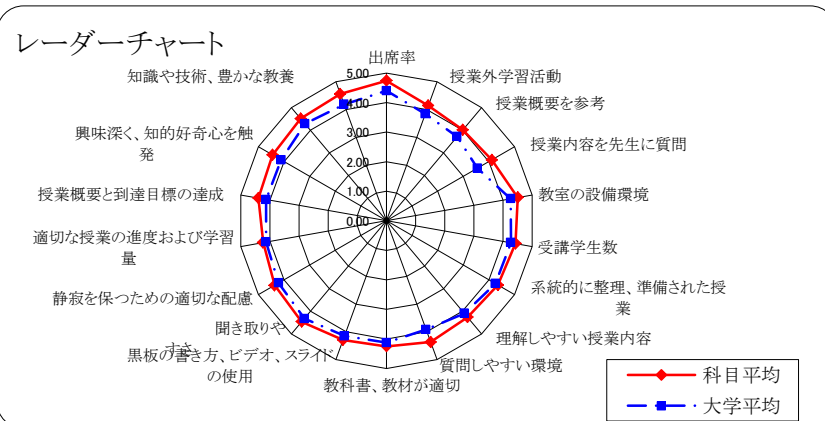 レーダーチャート
出席率
授業外学習活動
授業概要を参考
授業内容を先生に質問
教室の設備環境
受講学生数
系統的に整理、準備された授
業
理解しやすい授業内容
質問しやすい環境
教科書、教材が適切
黒板の書き方、ビデオ、スライド
の使用
聞き取りや
すさ
静寂を保つための適切な配慮
適切な授業の進度および学習
量
授業概要と到達目標の達成
興味深く、知的好奇心を触
発
知識や技術、豊かな教養
5.00
4.00
3.00
2.00
1.00
0.00
科目平均
大学平均